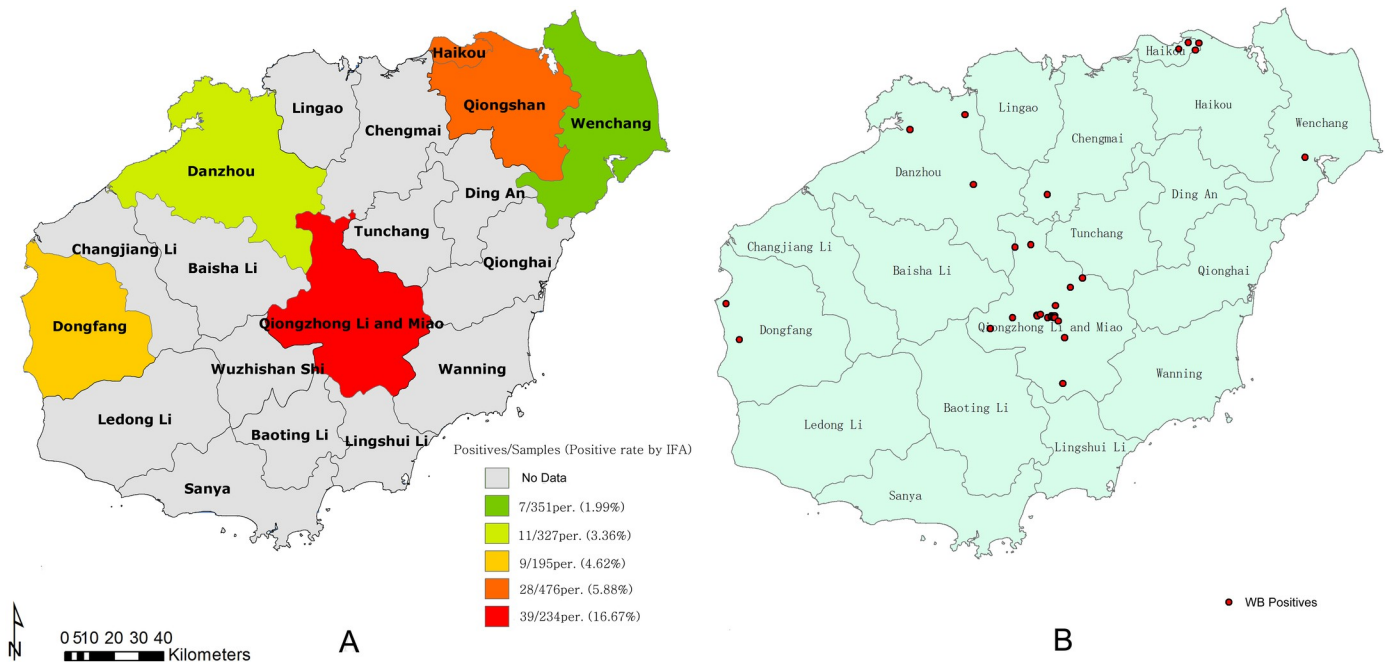 Haikou
Lingao
Qiongshan
Chengmai
Wenchang
Danzhou
Ding An
Tunchang
Changjiang Li
Baisha Li
Qionghai
Dongfang
Qiongzhong Li and Miao
Wuzhishan Shi
Wanning
Ledong Li
Baoting Li
Lingshui Li
Sanya
Positives/Samples (Positive rate by IFA)
No Data
7/351per. (1.99%)
11/327per. (3.36%)
9/195per. (4.62%)
28/476per. (5.88%)
39/234per. (16.67%)
N
0 510 20 30 40
Kilometers
A
Haikou
Lingao
Haikou
Chengmai
Wenchang
Danzhou
Ding An
Tunchang
Changjiang Li
Baisha Li
Qionghai
Dongfang
Qiongzhong Li and Miao
Wanning
Baoting Li
Ledong Li
Lingshui Li
Sanya
WB Positives
B